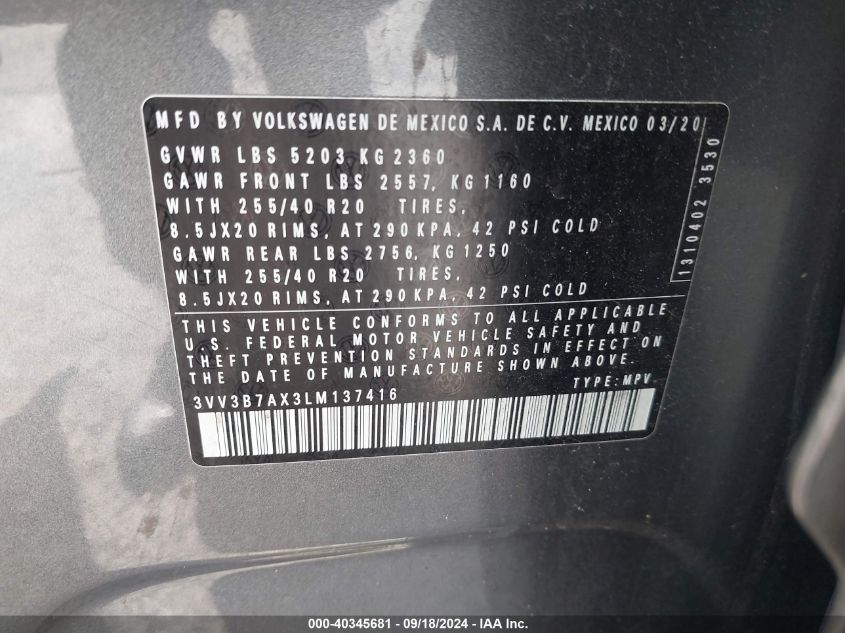 MFD BY VOLKSWAGEN DE MEXICO S.A. DE C.V. MEXICO 03/20
GVWR LBS 5203 KG 2360
GAWR FRONT LBS 2557, KG 1160
WITH 255/40 R20 TIRES,
8.5JX20 RIMS, AT 290 KPA, 42 PSI COLD
GAWR REAR LBS 2756, KG 1250
WITH 255/40 R20 TIRES,
8.5JX20 RIMS, AT 290 KPA, 42 PSI COLD
1310402 3530
THIS VEHICLE CONFORMS TO ALL APPLICABLE
U.S. FEDERAL MOTOR VEHICLE SAFETY AND
THEFT PREVENTION STANDARDS IN EFFECT ON
THE DATE OF MANUFACTURE SHOWN ABOVE.
TYPE: MPV
3VV3B7AX3LM137416
000-40345681 - 09/18/2024 - IAA Inc.